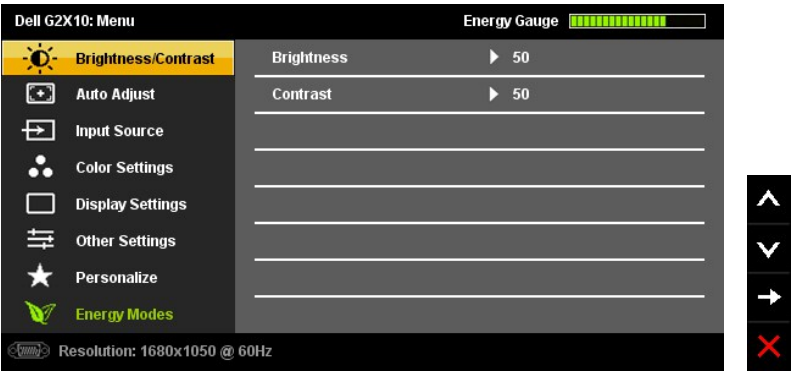 Dell G2X10: Menu Energy Gauge
Brightness/Contrast Brightness 50
Auto Adjust Contrast 50
Input Source
Color Settings
Display Settings
Other Settings
Personalize
Energy Modes
Resolution: 1680x1050 @ 60Hz